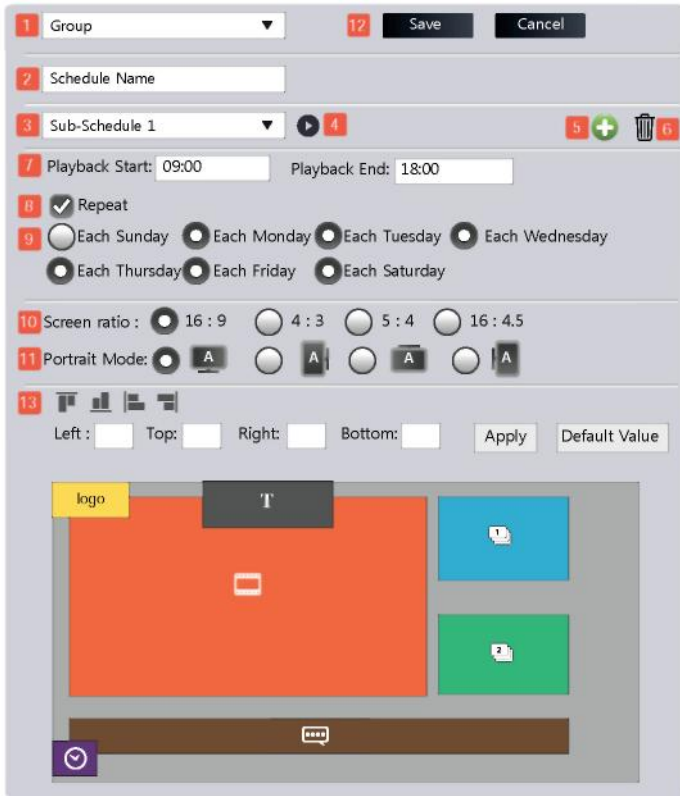 1 Group 12 Save Cancel
2 Schedule Name
3 Sub-Schedule 1 4 5 6
7 Playback Start: 09:00 Playback End: 18:00
8 Repeat
9 Each Sunday Each Monday Each Tuesday Each Wednesday
Each Thursday Each Friday Each Saturday
10 Screen ratio : 16 : 9 4 : 3 5 : 4 16 : 4.5
11 Portrait Mode: A A A A
13
Left : Top: Right: Bottom: Apply Default Value
logo T
1
2